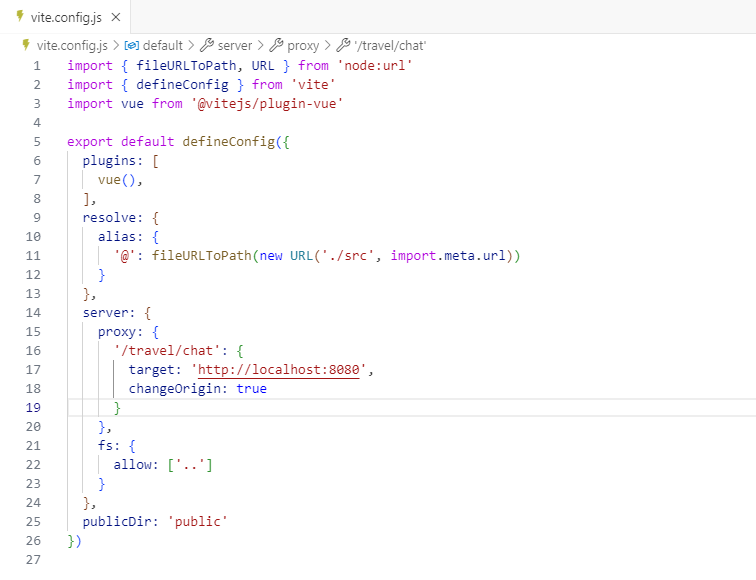 vite.config.js ×
vite.config.js > default > server > proxy > '/travel/chat'
1 import { fileURLToPath, URL } from 'node:url'
2 import { defineConfig } from 'vite'
3 import vue from '@vitejs/plugin-vue'
4
5 export default defineConfig({
6   plugins: [
7     vue(),
8   ],
9   resolve: {
10     alias: {
11       '@': fileURLToPath(new URL('./src', import.meta.url))
12     }
13   },
14   server: {
15     proxy: {
16       '/travel/chat': {
17         target: 'http://localhost:8080',
18         changeOrigin: true
19       }
20     },
21     fs: {
22       allow: ['..']
23     }
24   },
25   publicDir: 'public'
26 })
27